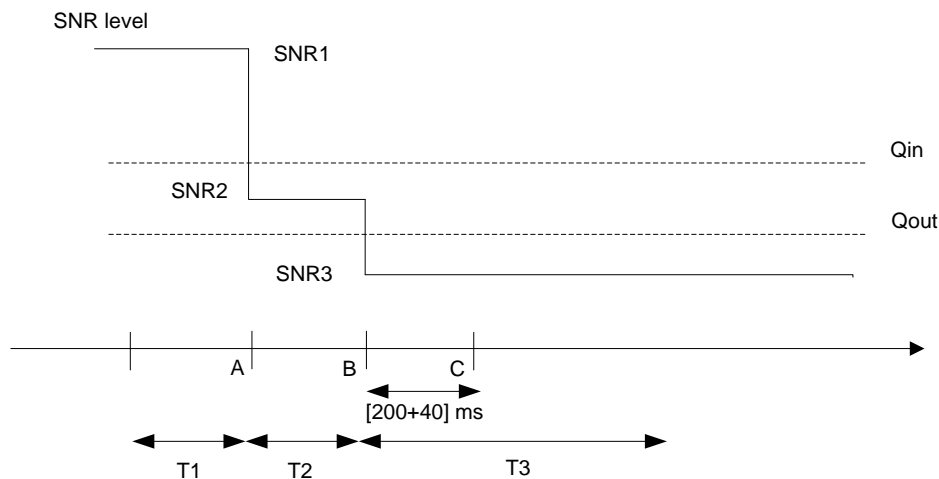 SNR level
SNR1
Qin
SNR2
Qout
SNR3
A
B
C
[200+40] ms
T1
T2
T3